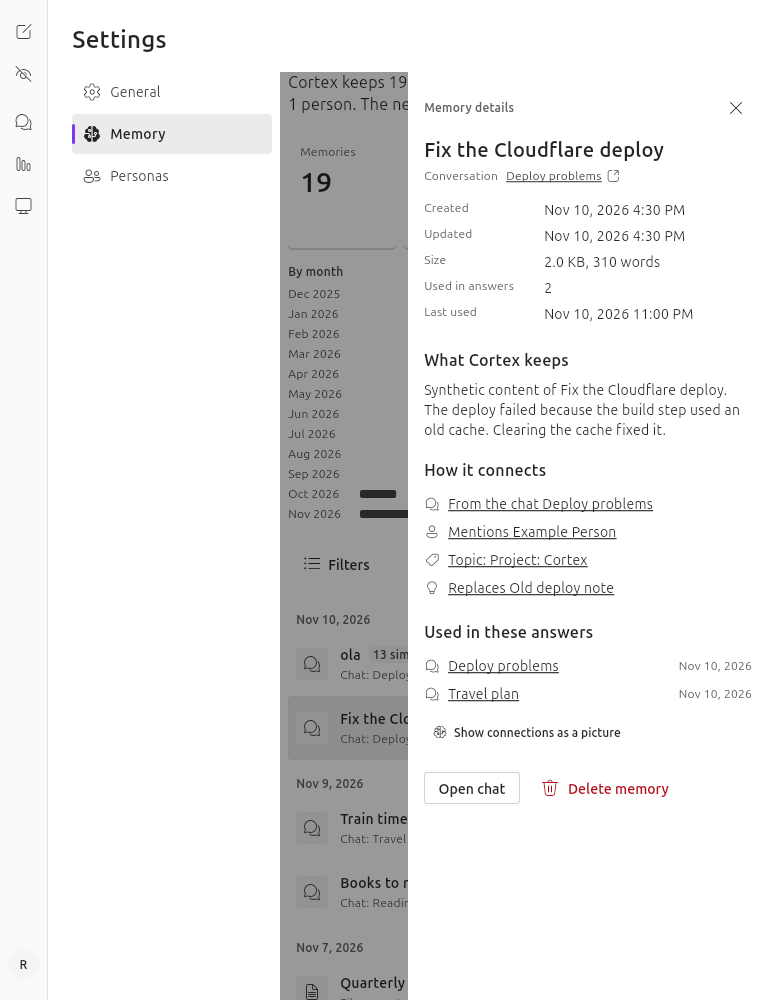 Settings
General
Memory
Personas
R
Cortex keeps 19
1 person. The ne
Memories
19
By month
Dec 2025
Jan 2026
Feb 2026
Mar 2026
Apr 2026
May 2026
Jun 2026
Jul 2026
Aug 2026
Sep 2026
Oct 2026
Nov 2026
Filters
Nov 10, 2026
ola 13 sim
Chat: Deploy
Fix the Clo
Chat: Deploy
Nov 9, 2026
Train time
Chat: Travel
Books to r
Chat: Readin
Nov 7, 2026
Quarterly
Memory details
Fix the Cloudflare deploy
Conversation Deploy problems
Created Nov 10, 2026 4:30 PM
Updated Nov 10, 2026 4:30 PM
Size 2.0 KB, 310 words
Used in answers 2
Last used Nov 10, 2026 11:00 PM
What Cortex keeps
Synthetic content of Fix the Cloudflare deploy.
The deploy failed because the build step used an
old cache. Clearing the cache fixed it.
How it connects
From the chat Deploy problems
Mentions Example Person
Topic: Project: Cortex
Replaces Old deploy note
Used in these answers
Deploy problems Nov 10, 2026
Travel plan Nov 10, 2026
Show connections as a picture
Open chat
Delete memory